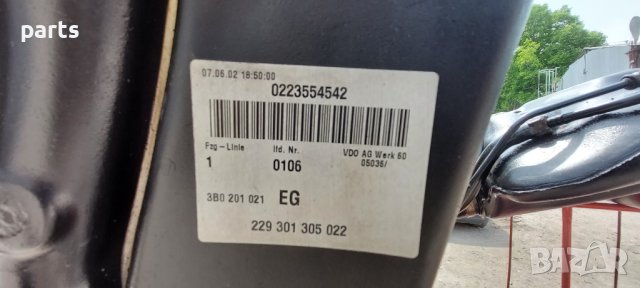 parts
07.06.02 18:50:00
0223554542
Fzg-Linie lfd. Nr. VDO AG Werk 60
1 0106 05036/
3B0 201 021 EG
229 301 305 022
BAZAR